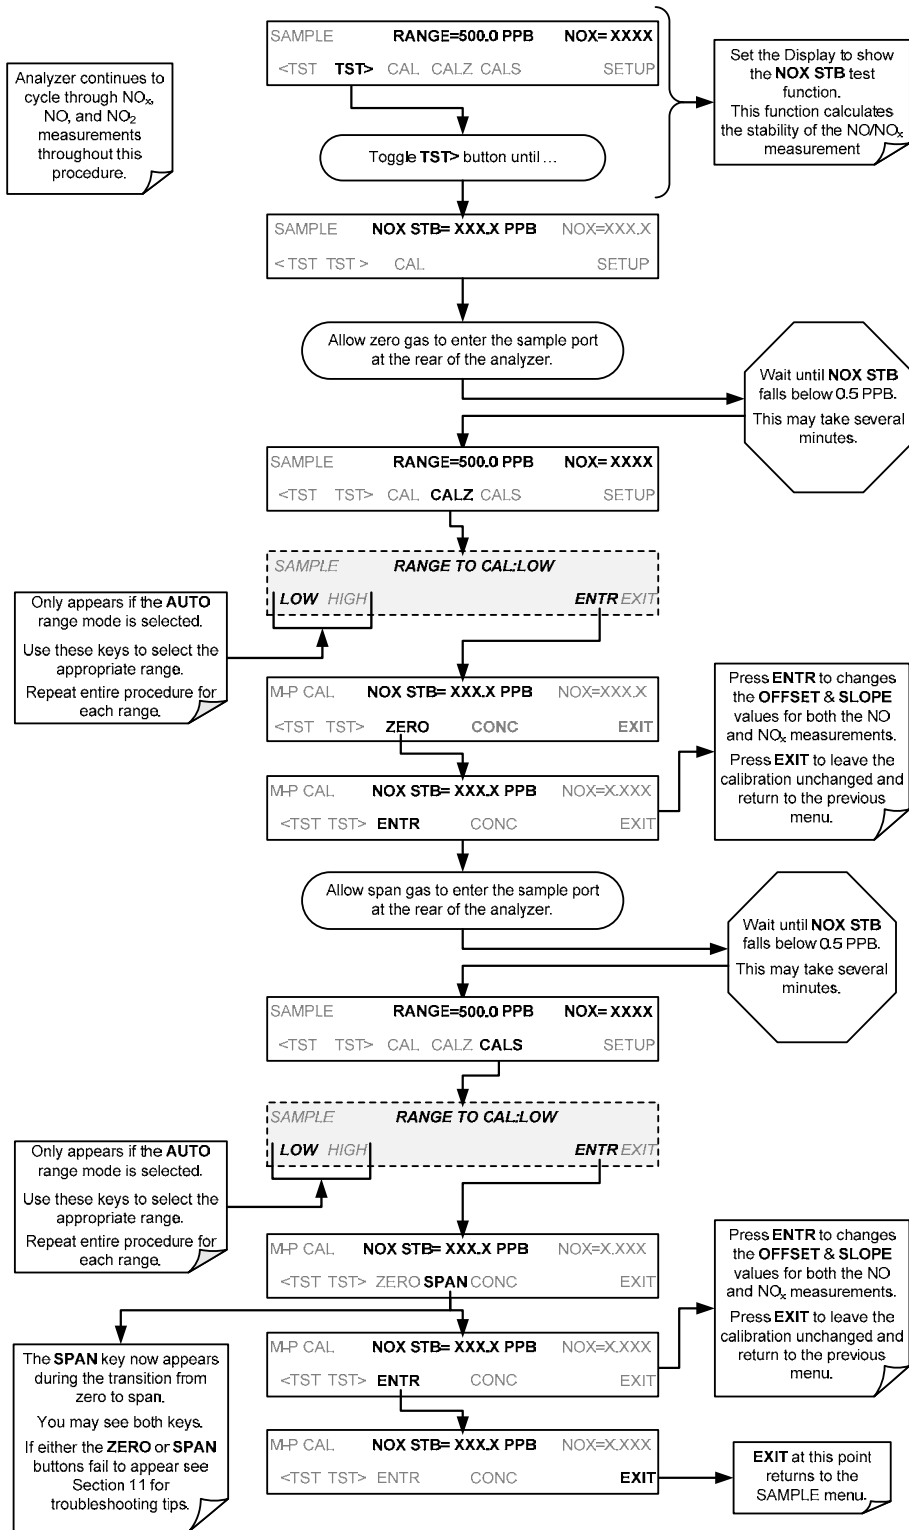 SAMPLE RANGE=500.0 PPB NOX= XXXX
<TST TST> CAL CALZ CALS SETUP
Analyzer continues to
cycle through NOₓ,
NO, and NO₂
measurements
throughout this
procedure.
Set the Display to show
the NOX STB test
function.
This function calculates
the stability of the NO/NOₓ
measurement
Toggle TST> button until …
SAMPLE NOX STB= XXX.X PPB NOX=XXX.X
< TST TST > CAL SETUP
Allow zero gas to enter the sample port
at the rear of the analyzer.
Wait until NOX STB
falls below 0.5 PPB.
This may take several
minutes.
SAMPLE RANGE=500.0 PPB NOX= XXXX
<TST TST> CAL CALZ CALS SETUP
SAMPLE RANGE TO CAL:LOW
LOW HIGH ENTR EXIT
Only appears if the AUTO
range mode is selected.
Use these keys to select the
appropriate range.
Repeat entire procedure for
each range.
M-P CAL NOX STB= XXX.X PPB NOX=XXX.X
<TST TST> ZERO CONC EXIT
Press ENTR to changes
the OFFSET & SLOPE
values for both the NO
and NOₓ measurements.
Press EXIT to leave the
calibration unchanged and
return to the previous
menu.
M-P CAL NOX STB= XXX.X PPB NOX=X.XXX
<TST TST> ENTR CONC EXIT
Allow span gas to enter the sample port
at the rear of the analyzer.
Wait until NOX STB
falls below 0.5 PPB.
This may take several
minutes.
SAMPLE RANGE=500.0 PPB NOX= XXXX
<TST TST> CAL CALZ CALS SETUP
SAMPLE RANGE TO CAL:LOW
LOW HIGH ENTR EXIT
Only appears if the AUTO
range mode is selected.
Use these keys to select the
appropriate range.
Repeat entire procedure for
each range.
M-P CAL NOX STB= XXX.X PPB NOX=X.XXX
<TST TST> ZERO SPAN CONC EXIT
Press ENTR to changes
the OFFSET & SLOPE
values for both the NO
and NOₓ measurements.
Press EXIT to leave the
calibration unchanged and
return to the previous
menu.
The SPAN key now appears
during the transition from
zero to span.
You may see both keys.
If either the ZERO or SPAN
buttons fail to appear see
Section 11 for
troubleshooting tips.
M-P CAL NOX STB= XXX.X PPB NOX=X.XXX
<TST TST> ENTR CONC EXIT
M-P CAL NOX STB= XXX.X PPB NOX=X.XXX
<TST TST> ENTR CONC EXIT
EXIT at this point
returns to the
SAMPLE menu.